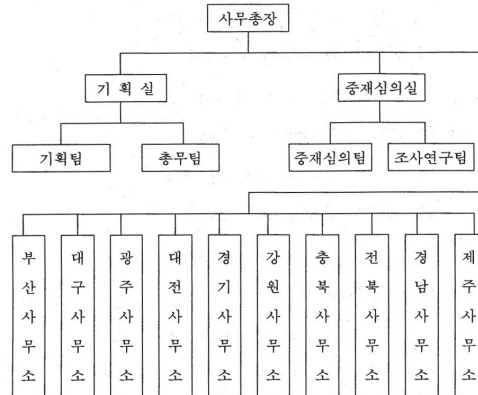 사무총장
기 획 실
중재심의실
기획팀
총무팀
중재심의팀
조사연구팀
부산사무소
대구사무소
광주사무소
대전사무소
경기사무소
강원사무소
충북사무소
전북사무소
경남사무소
제주사무소